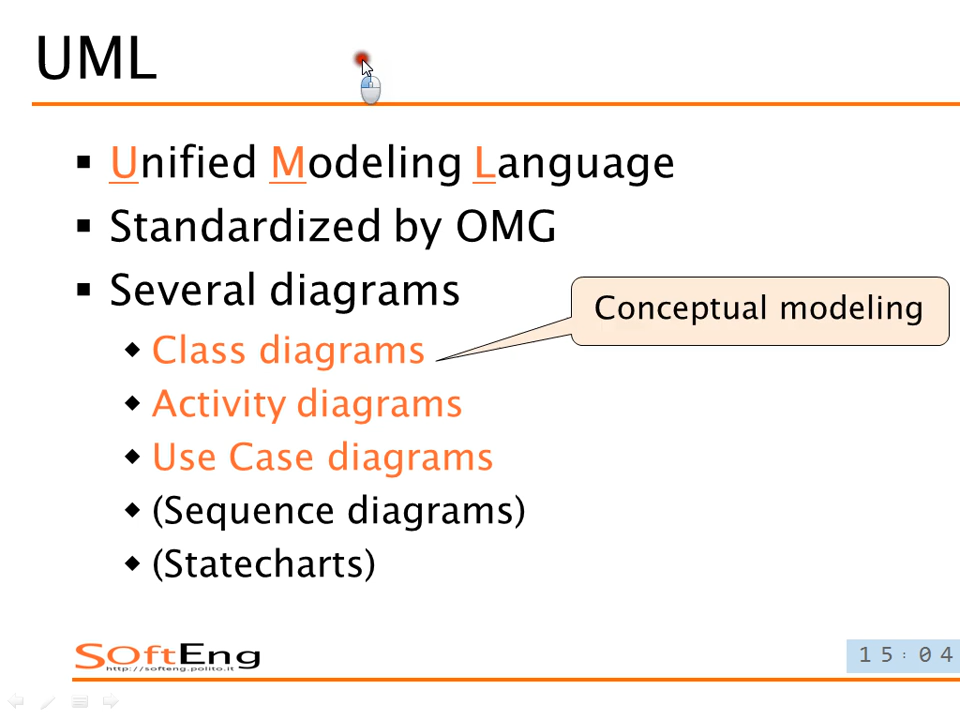 UML
Unified Modeling Language
Standardized by OMG
Several diagrams
Conceptual modeling
Class diagrams
Activity diagrams
Use Case diagrams
(Sequence diagrams)
(Statecharts)
SOftEng
http://softeng.polito.it
15:04